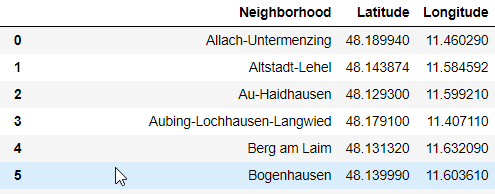 Neighborhood Latitude Longitude
0 Allach-Untermenzing 48.189940 11.460290
1 Altstadt-Lehel 48.143874 11.584592
2 Au-Haidhausen 48.129300 11.599210
3 Aubing-Lochhausen-Langwied 48.179100 11.407110
4 Berg am Laim 48.131320 11.632090
5 Bogenhausen 48.139990 11.603610